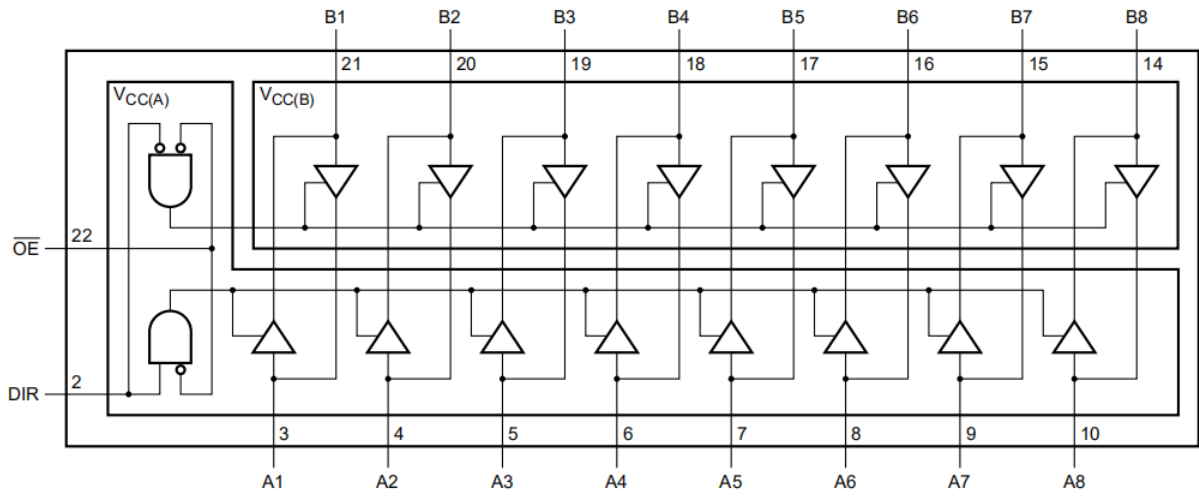 B1 B2 B3 B4 B5 B6 B7 B8
21 20 19 18 17 16 15 14
VCC(A) VCC(B)
OE 22
DIR 2
3 4 5 6 7 8 9 10
A1 A2 A3 A4 A5 A6 A7 A8